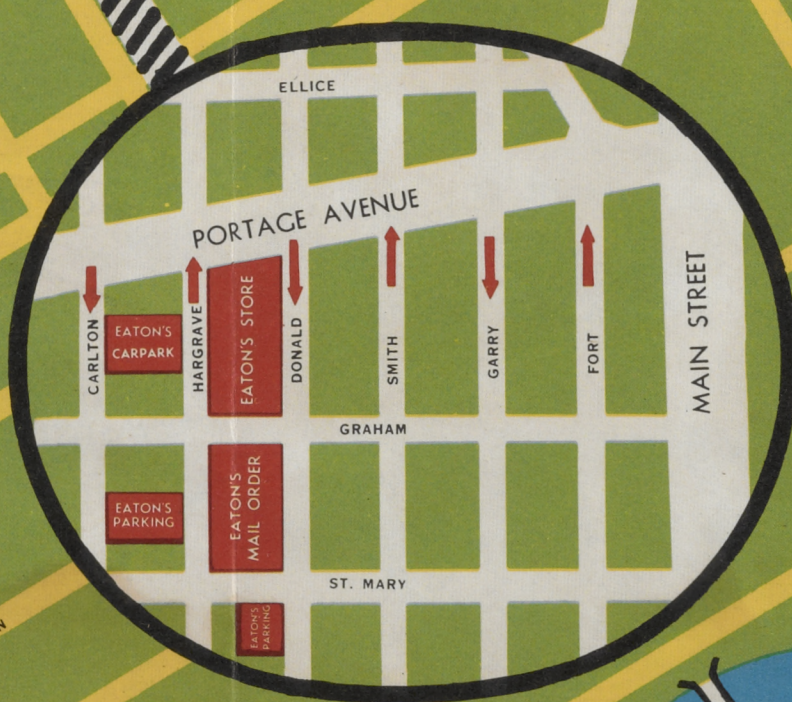 ELLICE
PORTAGE AVENUE
CARLTON
EATON'S
CARPARK
HARGRAVE
EATON'S STORE
DONALD
SMITH
GARRY
FORT
MAIN STREET
GRAHAM
EATON'S
PARKING
EATON'S
MAIL ORDER
ST. MARY
EATON'S
PARKING
N